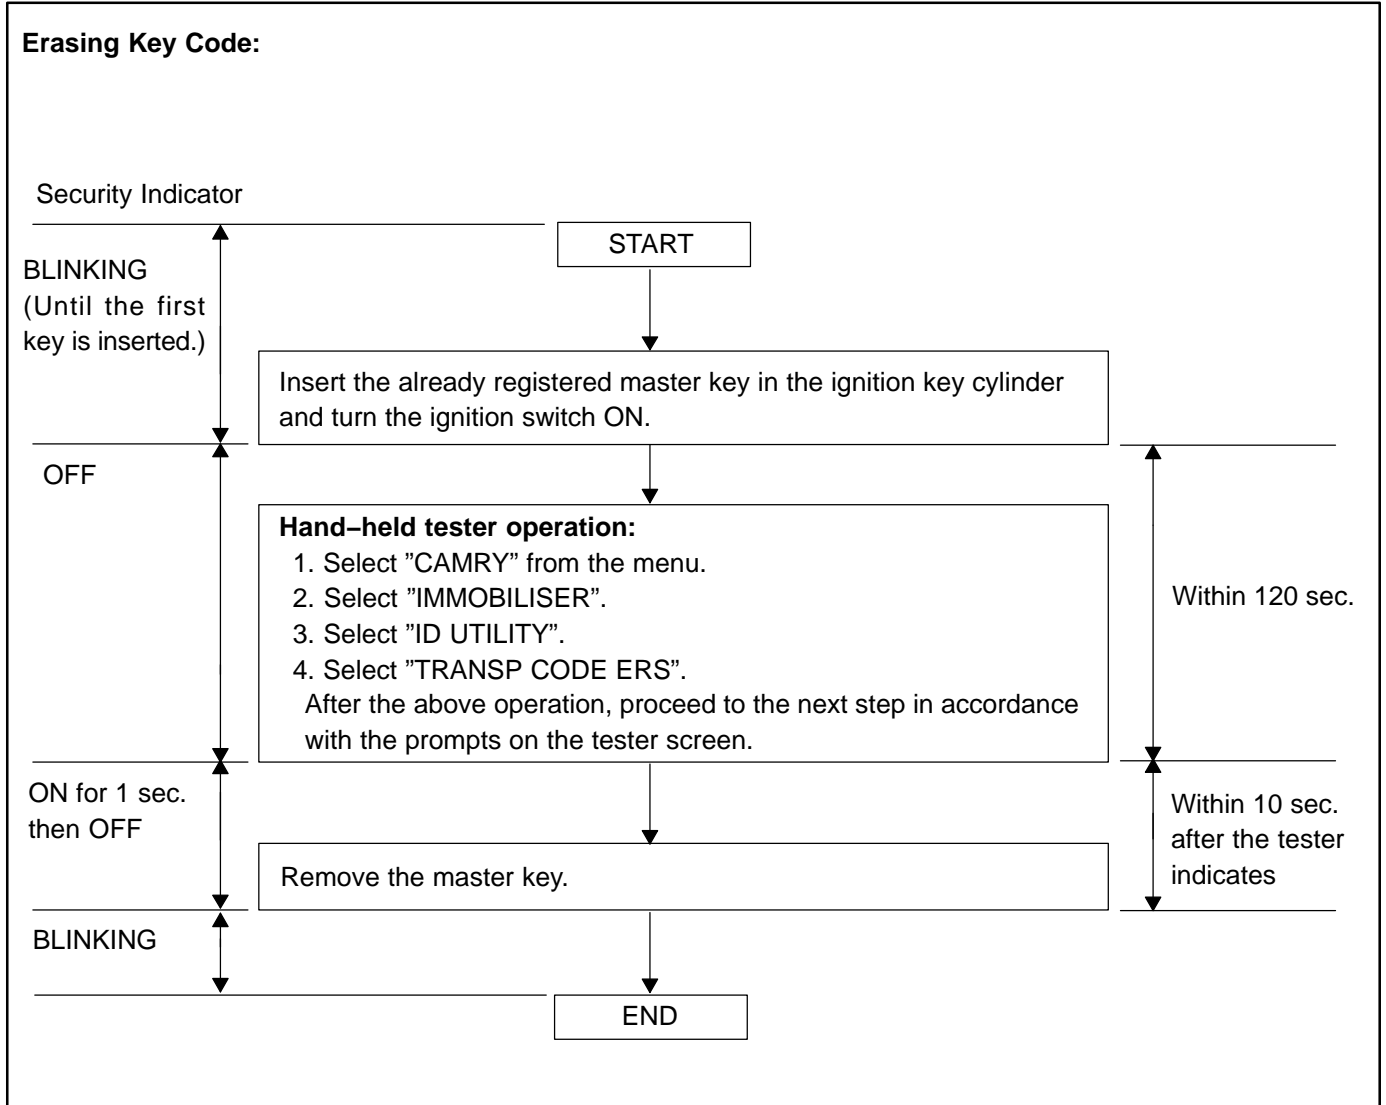 Erasing Key Code:
Security Indicator
START
BLINKING
(Until the first
key is inserted.)
Insert the already registered master key in the ignition key cylinder
and turn the ignition switch ON.
OFF
Hand–held tester operation:
1. Select ”CAMRY” from the menu.
2. Select ”IMMOBILISER”.
3. Select ”ID UTILITY”.
4. Select ”TRANSP CODE ERS”.
After the above operation, proceed to the next step in accordance
with the prompts on the tester screen.
Within 120 sec.
ON for 1 sec.
then OFF
Within 10 sec.
after the tester
indicates
Remove the master key.
BLINKING
END